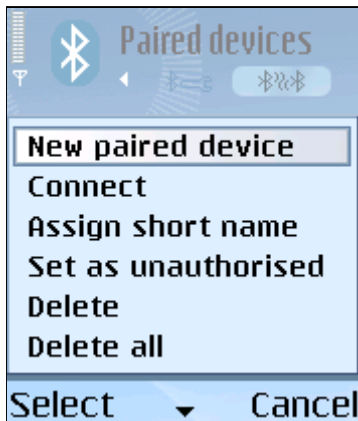 Paired devices
New paired device
Connect
Assign short name
Set as unauthorised
Delete
Delete all
Select Cancel